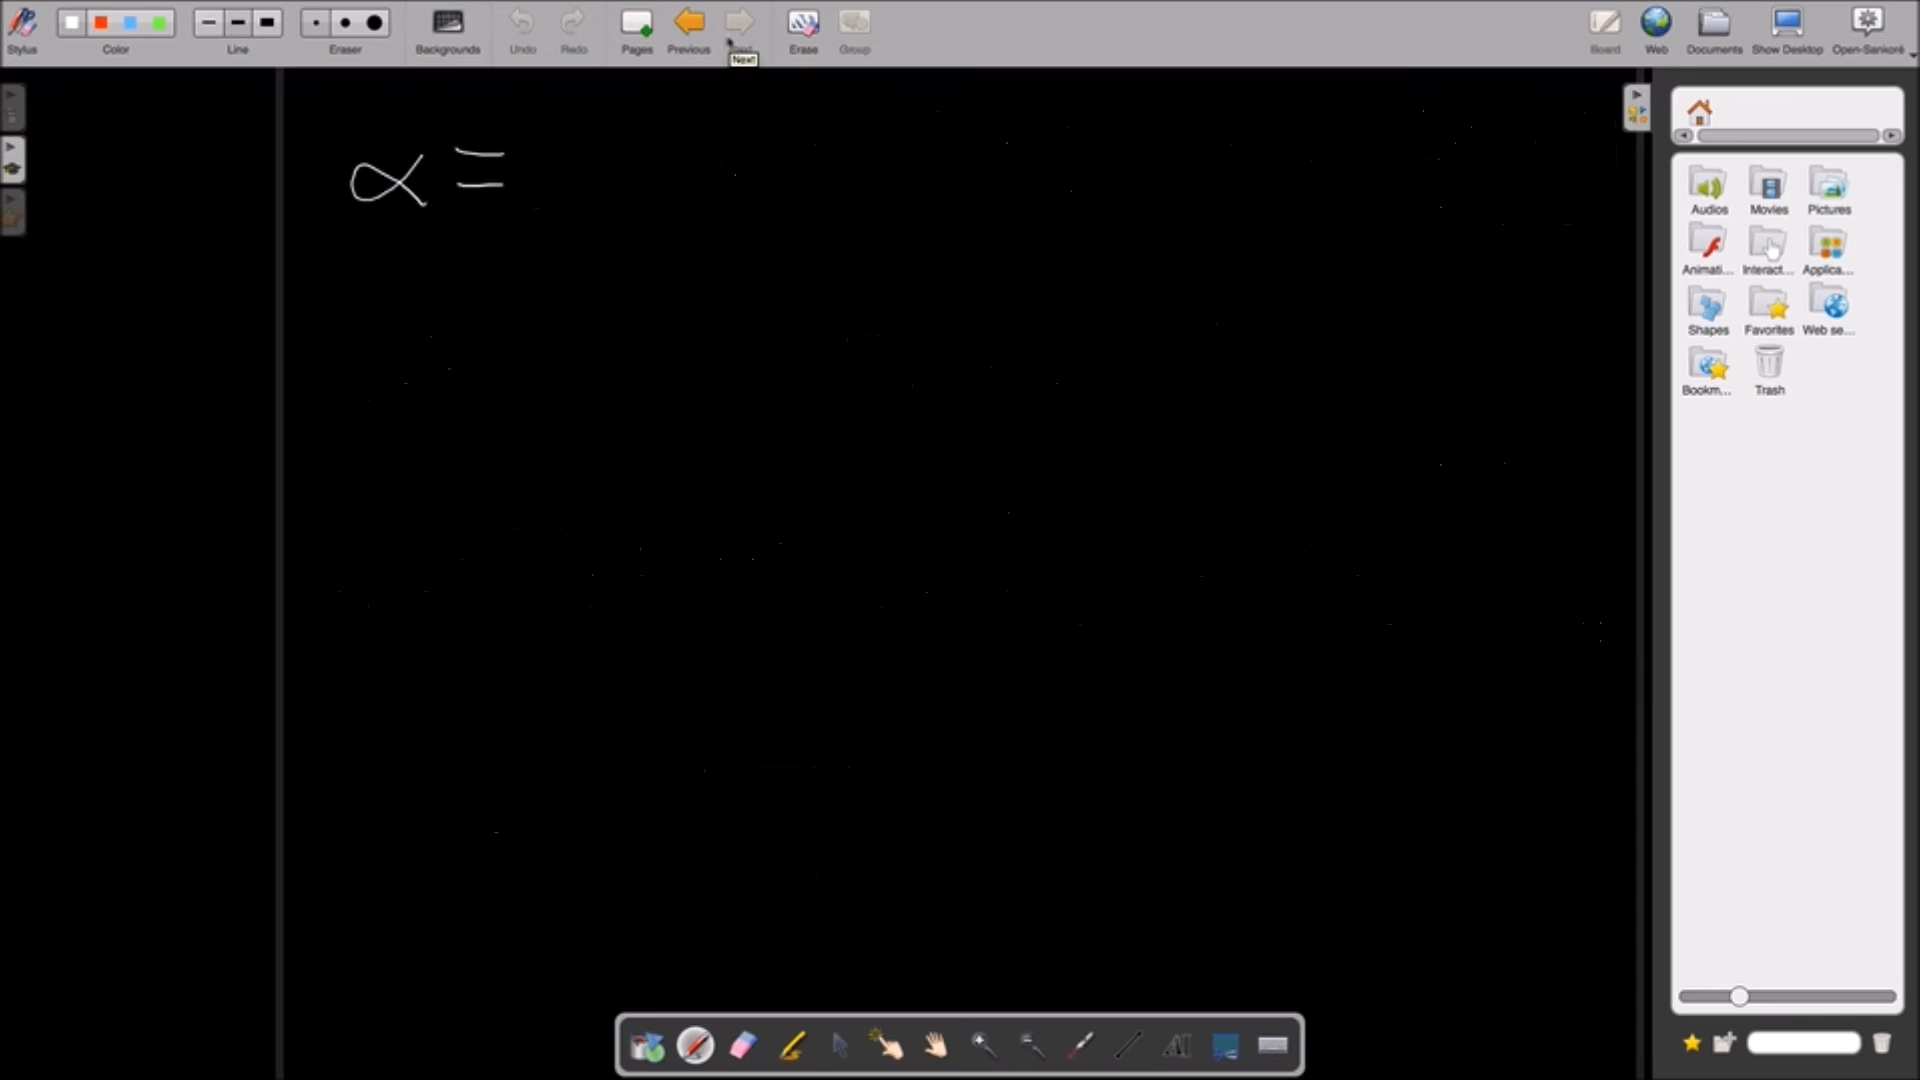 Stylus Color Line Eraser Backgrounds Undo Redo Pages Previous Erase Group Board Web Documents Show Desktop Open-Sankoré
Next
α =
Audios Movies Pictures
Animati... Interact... Applica...
Shapes Favorites Web se...
Bookm... Trash